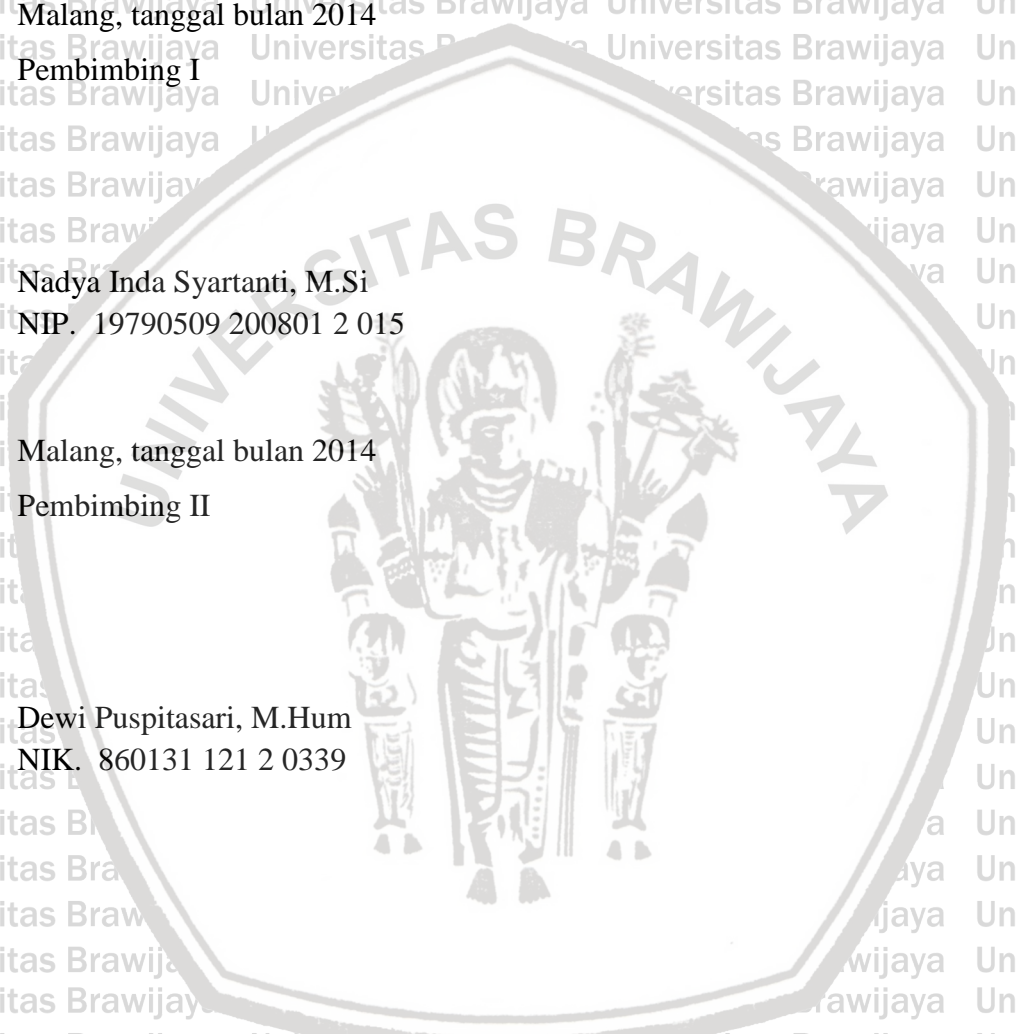 Malang, tanggal bulan 2014
Pembimbing I
UNIVERSITAS BRAWIJAYA
Nadya Inda Syartanti, M.Si
NIP. 19790509 200801 2 015
Malang, tanggal bulan 2014
Pembimbing II
Dewi Puspitasari, M.Hum
NIK. 860131 121 2 0339